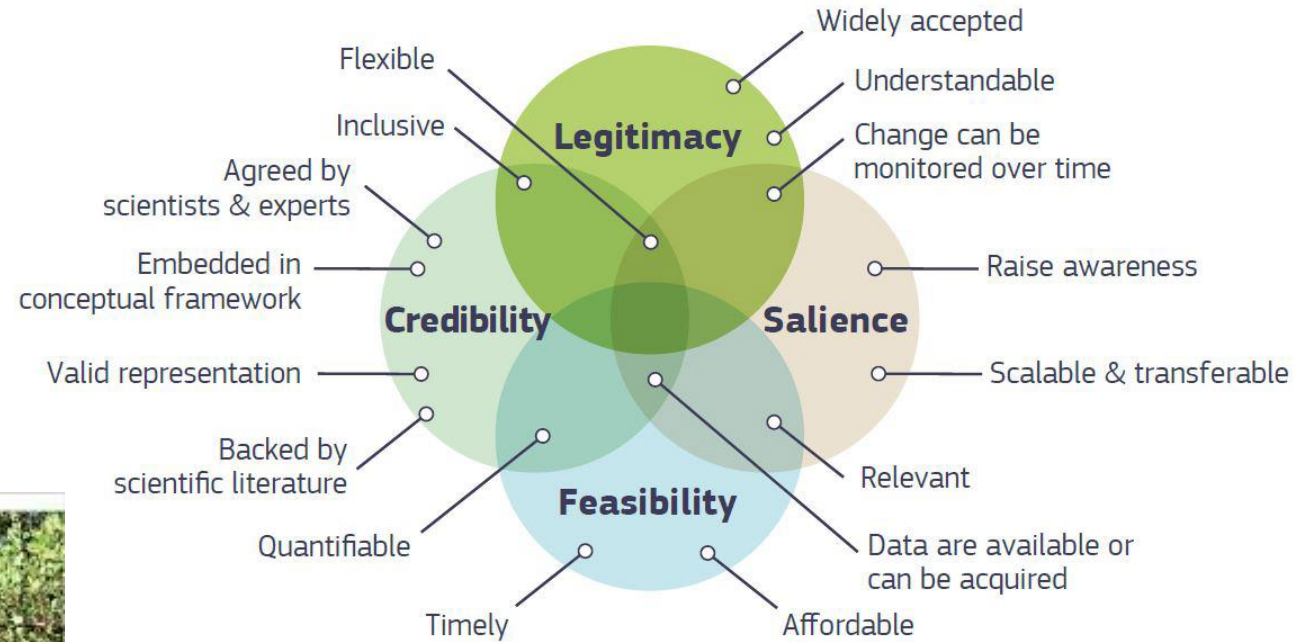 Widely accepted
Flexible
Understandable
Inclusive
Legitimacy
Change can be
monitored over time
Agreed by
scientists & experts
Embedded in
conceptual framework
Raise awareness
Credibility
Salience
Valid representation
Scalable & transferable
Backed by
scientific literature
Relevant
Feasibility
Quantifiable
Data are available or
can be acquired
Timely
Affordable